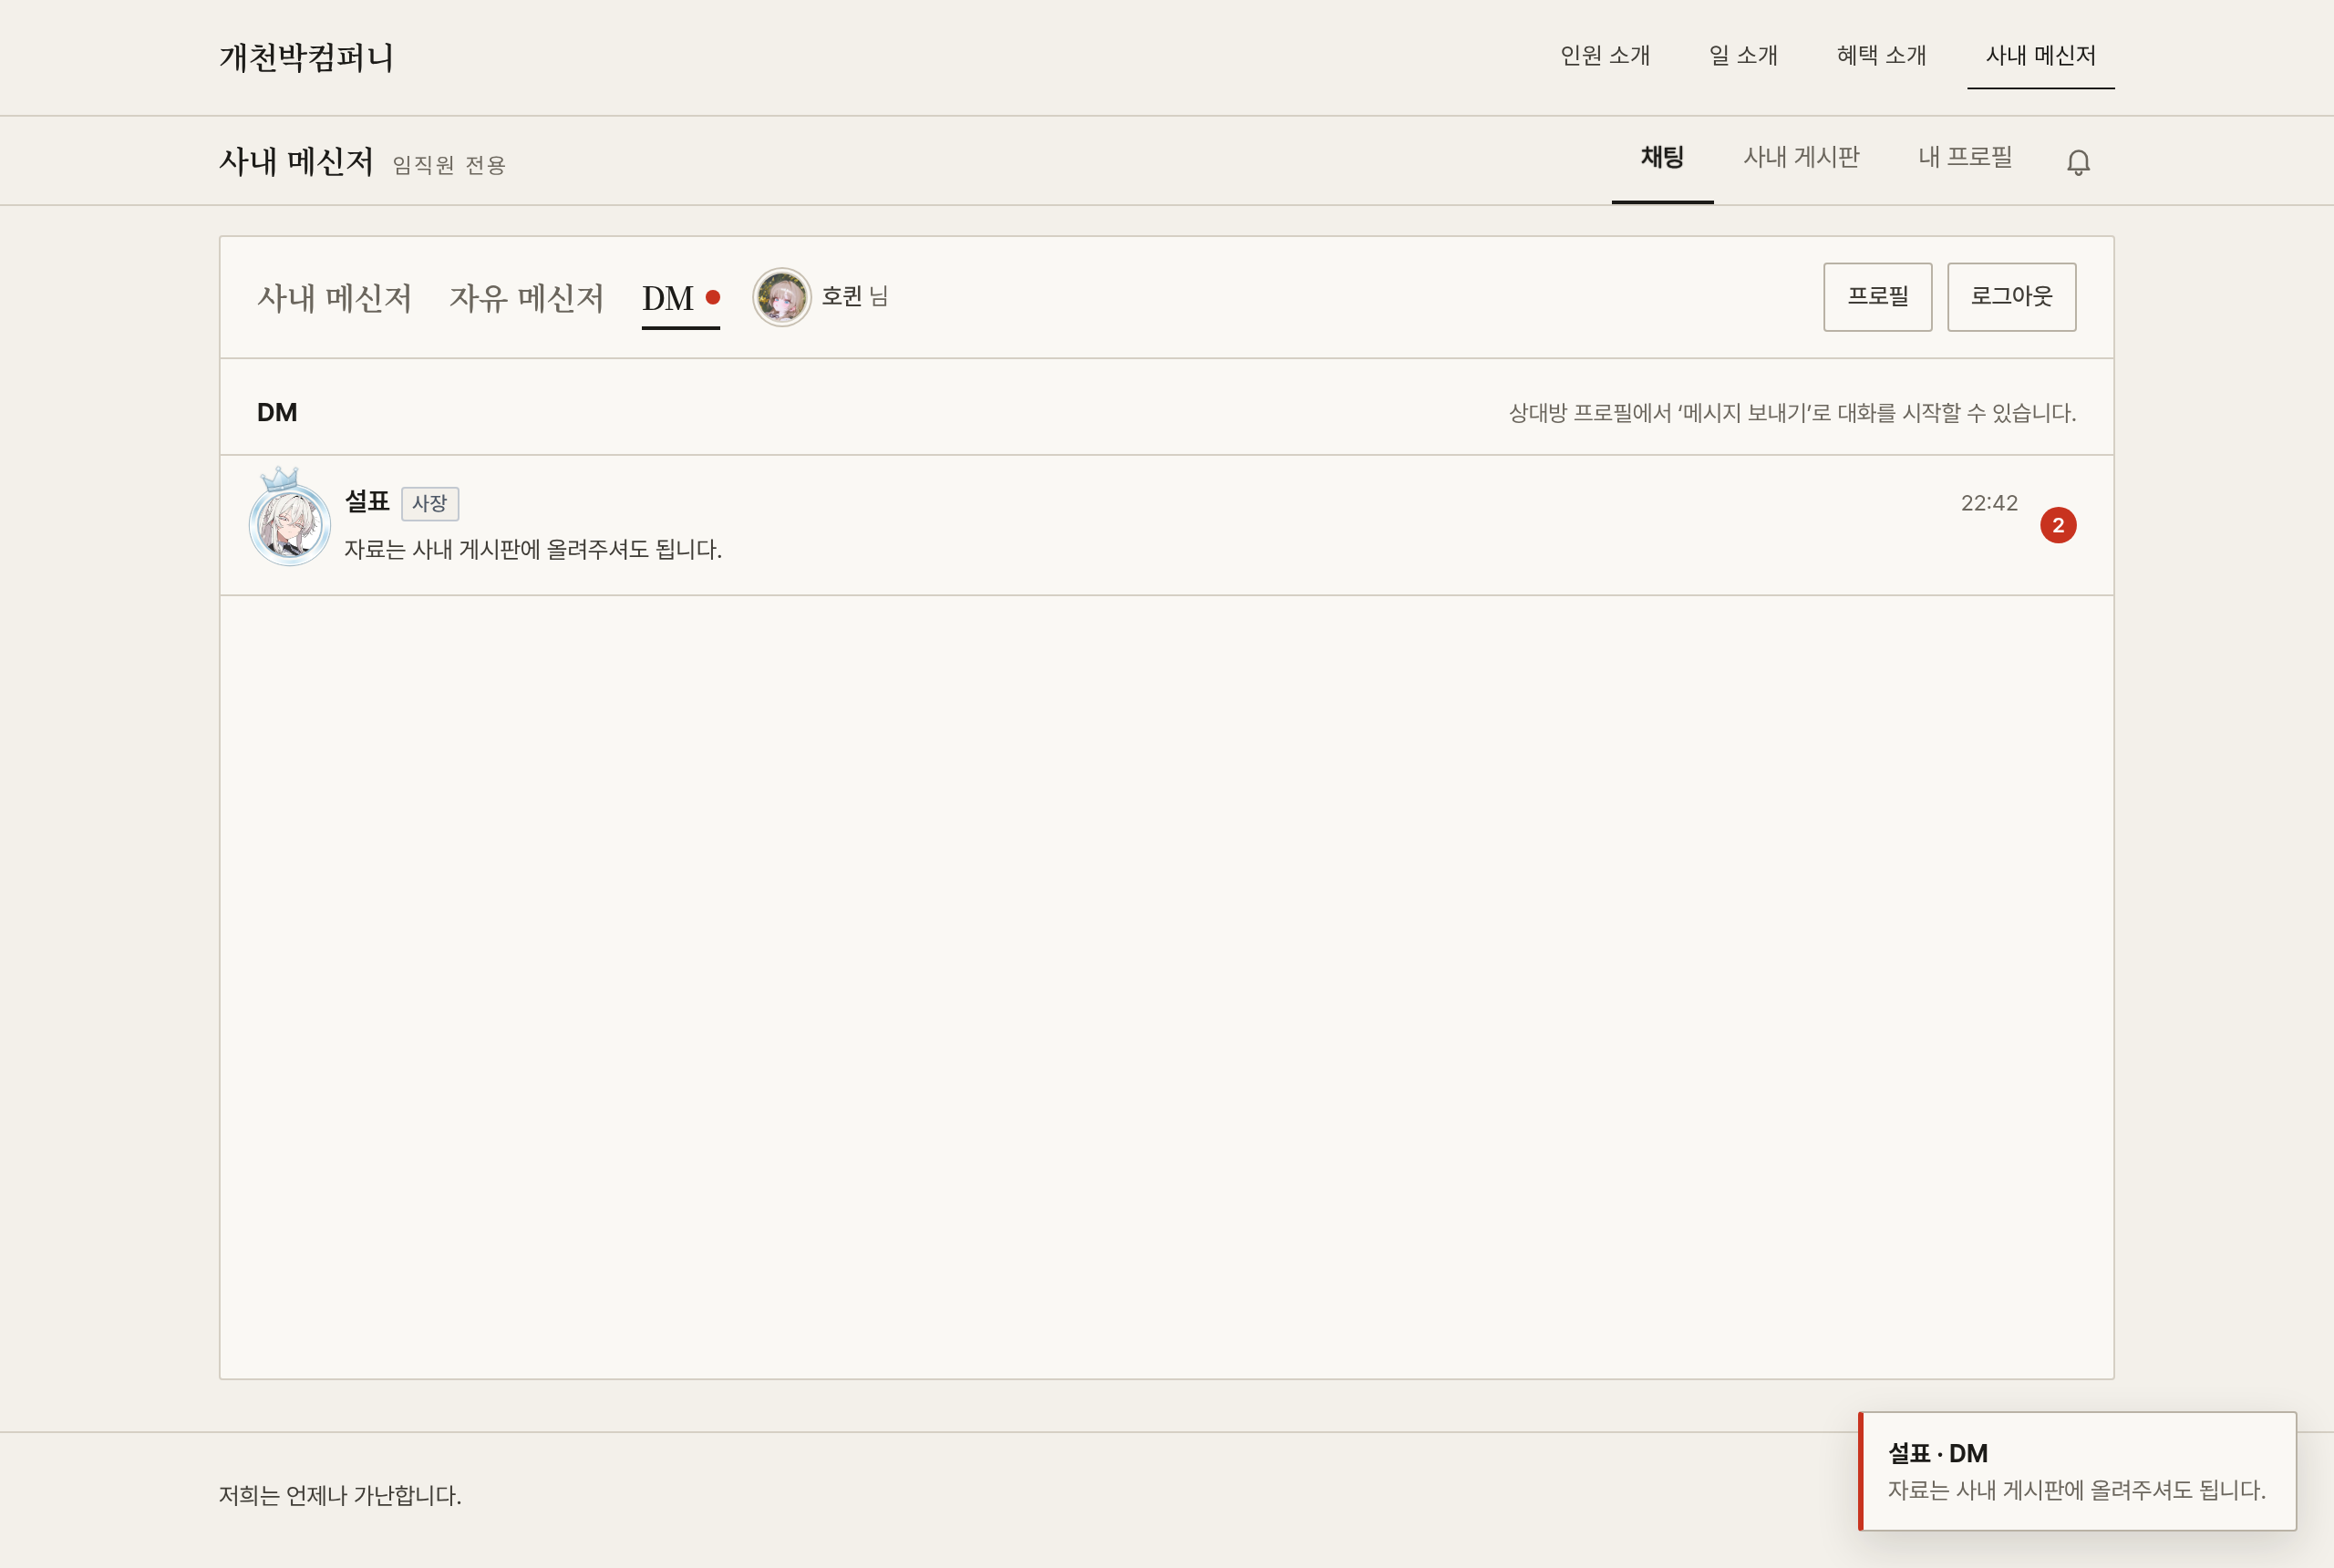 개천박컴퍼니
인원 소개 일 소개 혜택 소개 사내 메신저
사내 메신저 임직원 전용
채팅 사내 게시판 내 프로필
사내 메신저 자유 메신저 DM 호퀸 님
프로필 로그아웃
DM
상대방 프로필에서 ‘메시지 보내기’로 대화를 시작할 수 있습니다.
설표 사장
22:42
2
자료는 사내 게시판에 올려주셔도 됩니다.
저희는 언제나 가난합니다.
설표 · DM
자료는 사내 게시판에 올려주셔도 됩니다.